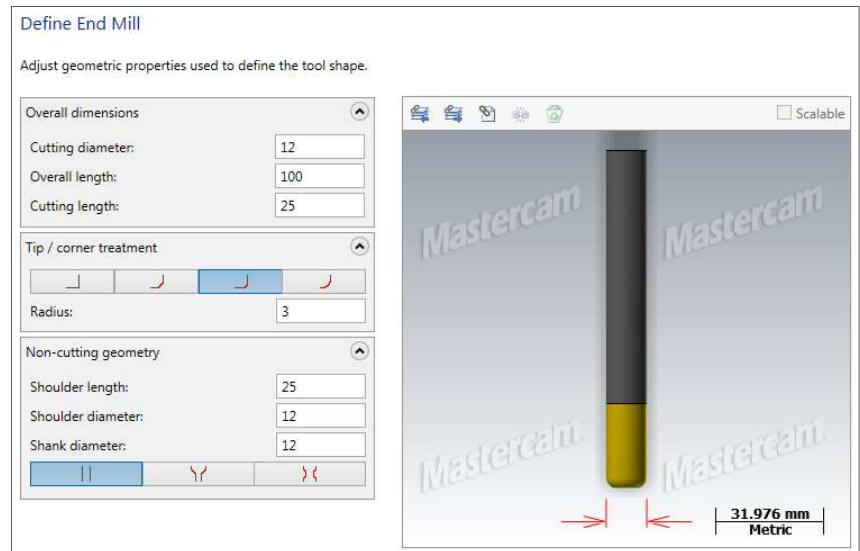 Define End Mill
Adjust geometric properties used to define the tool shape.
Overall dimensions
Cutting diameter: 12
Overall length: 100
Cutting length: 25
Tip / corner treatment
Radius: 3
Non-cutting geometry
Shoulder length: 25
Shoulder diameter: 12
Shank diameter: 12
Scalable
Mastercam Mastercam
Mastercam Mastercam
31.976 mm
Metric